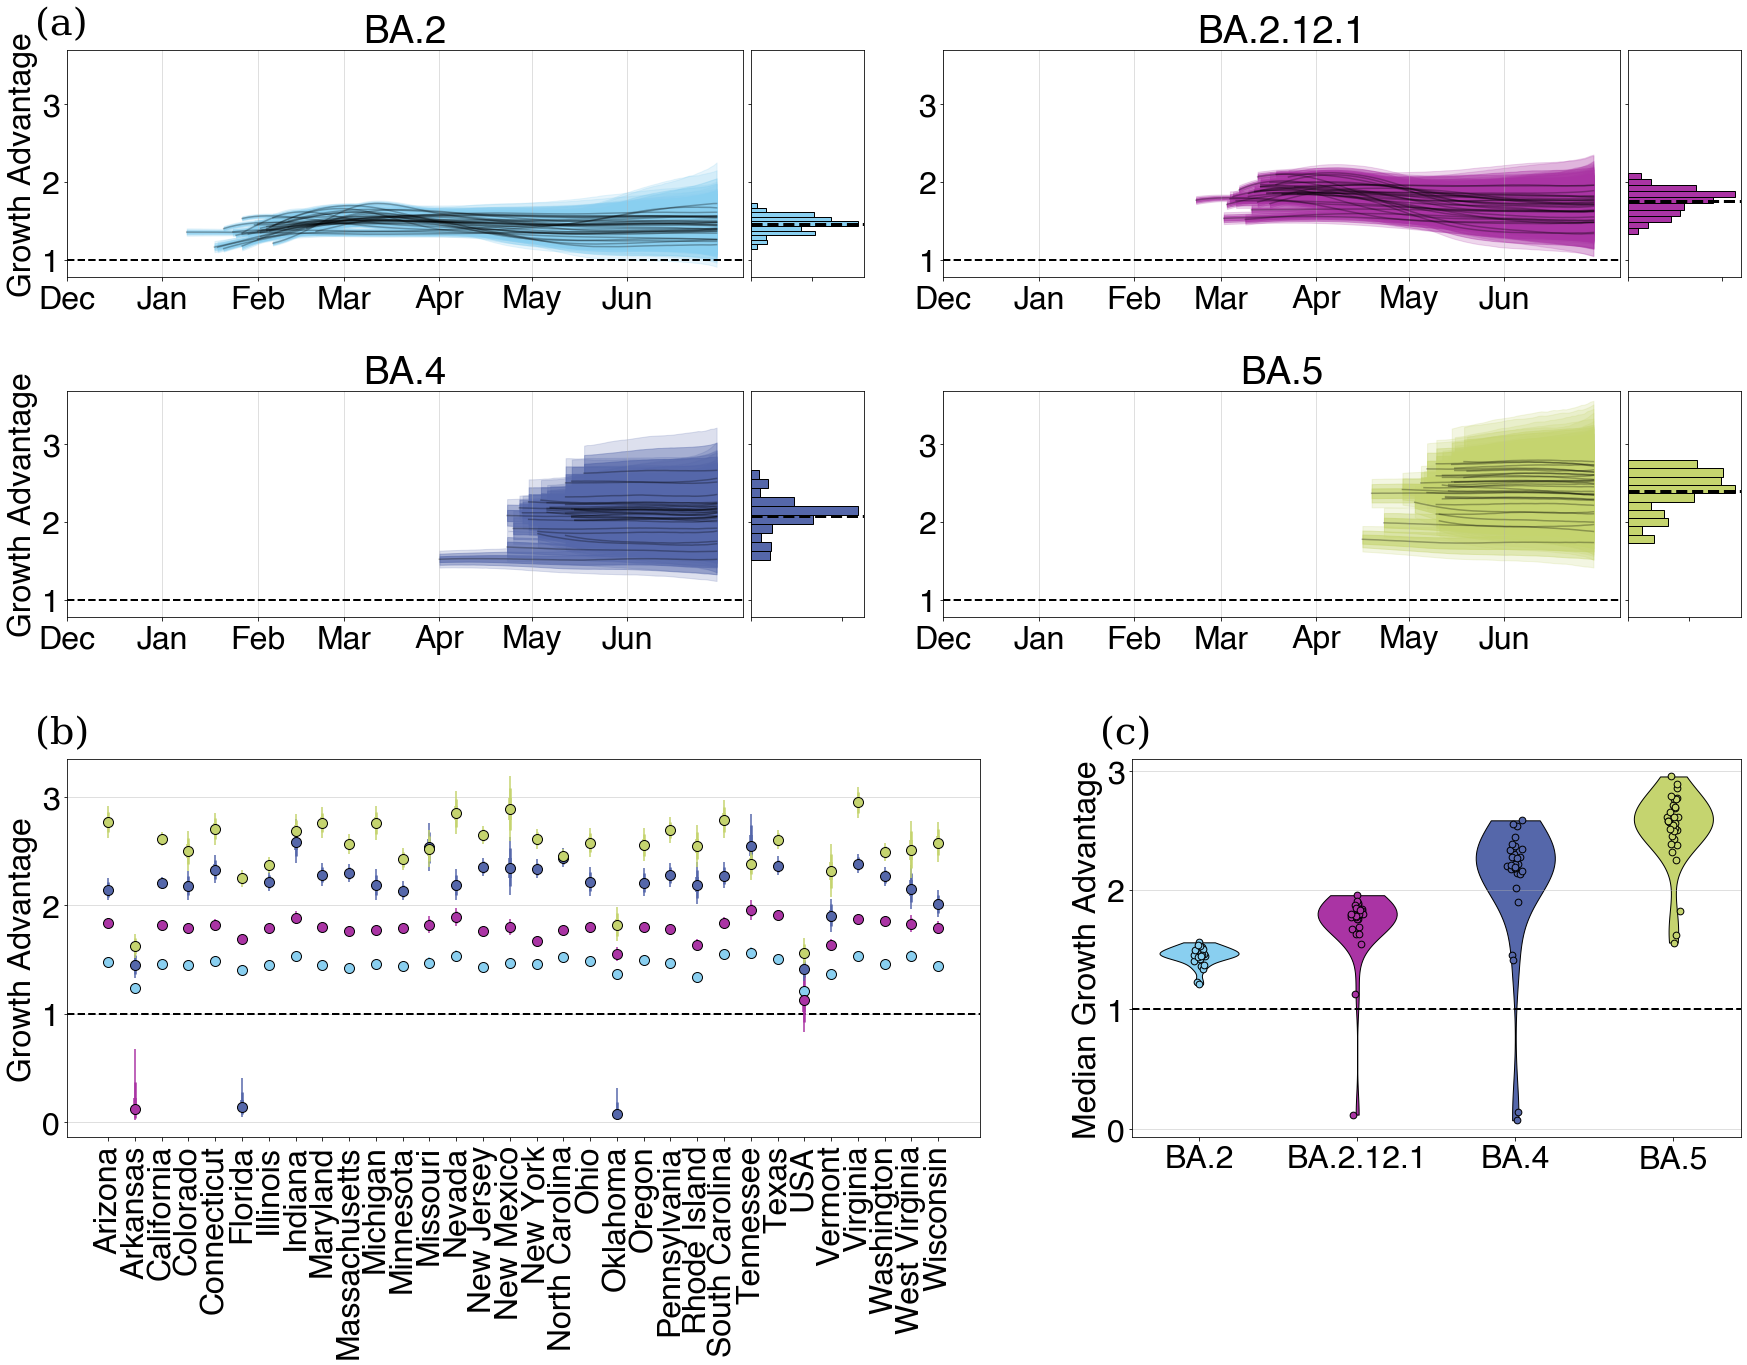 (a)
BA.2
BA.2.12.1
Growth Advantage
3
2
1
Dec Jan Feb Mar Apr May Jun
3
2
1
Dec Jan Feb Mar Apr May Jun
BA.4
BA.5
Growth Advantage
3
2
1
Dec Jan Feb Mar Apr May Jun
3
2
1
Dec Jan Feb Mar Apr May Jun
(b)
Growth Advantage
3
2
1
0
Arizona
Arkansas
California
Colorado
Connecticut
Florida
Illinois
Indiana
Maryland
Massachusetts
Michigan
Minnesota
Missouri
Nevada
New Jersey
New Mexico
New York
North Carolina
Ohio
Oklahoma
Oregon
Pennsylvania
Rhode Island
South Carolina
Tennessee
Texas
USA
Vermont
Virginia
Washington
West Virginia
Wisconsin
(c)
Median Growth Advantage
3
2
1
0
BA.2 BA.2.12.1 BA.4 BA.5